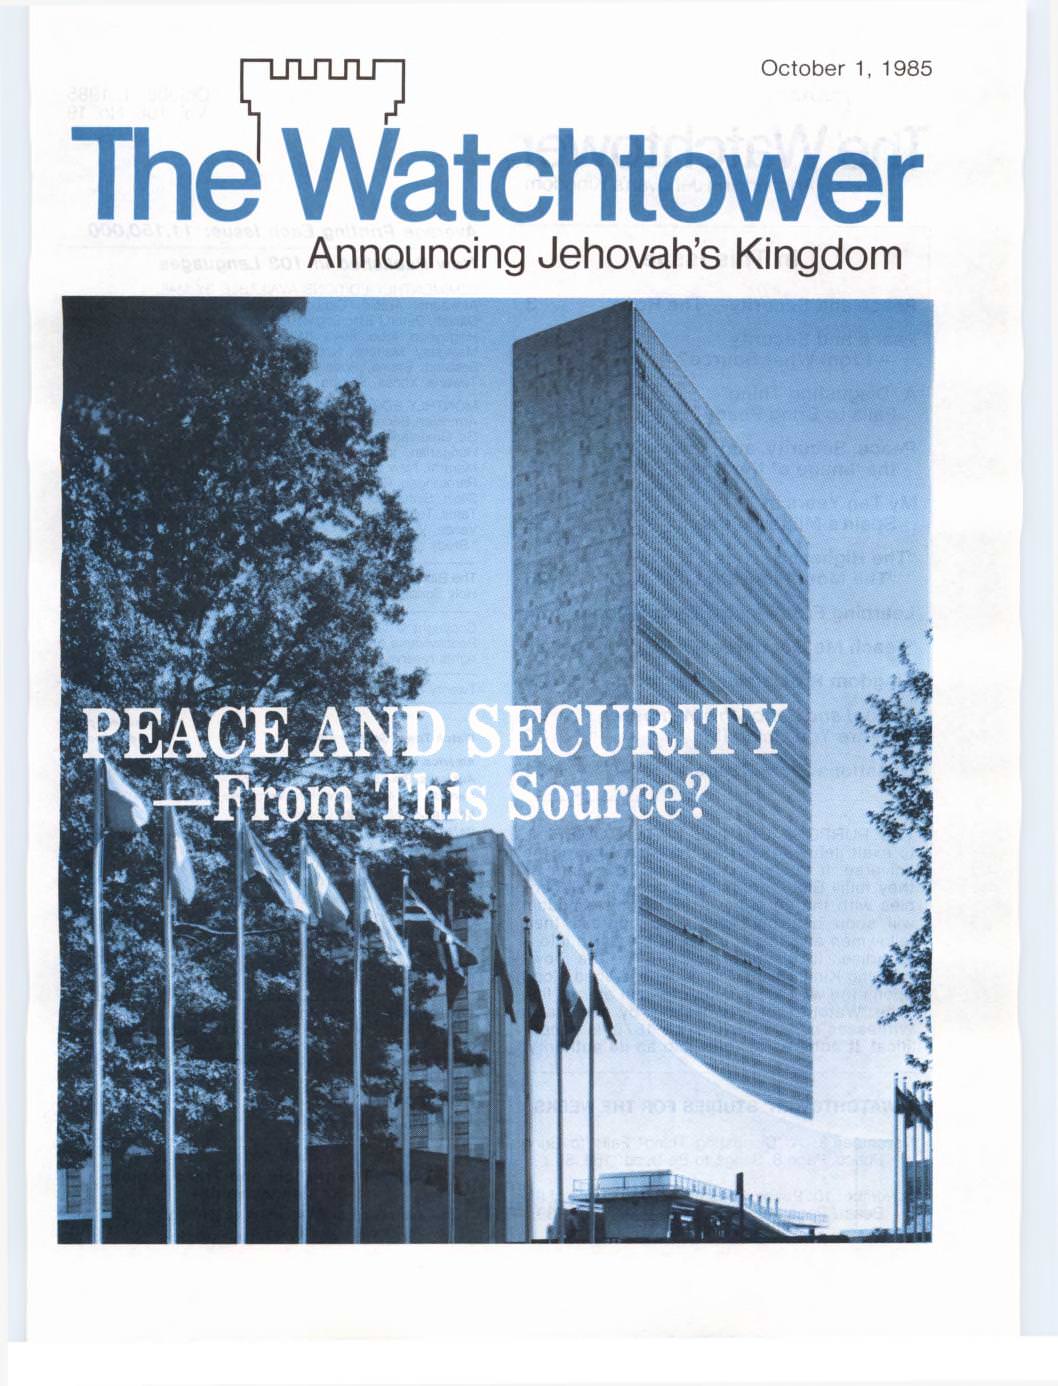 October 1, 1985
The Watchtower
Announcing Jehovah's Kingdom
PEACE AND SECURITY
—From This Source?